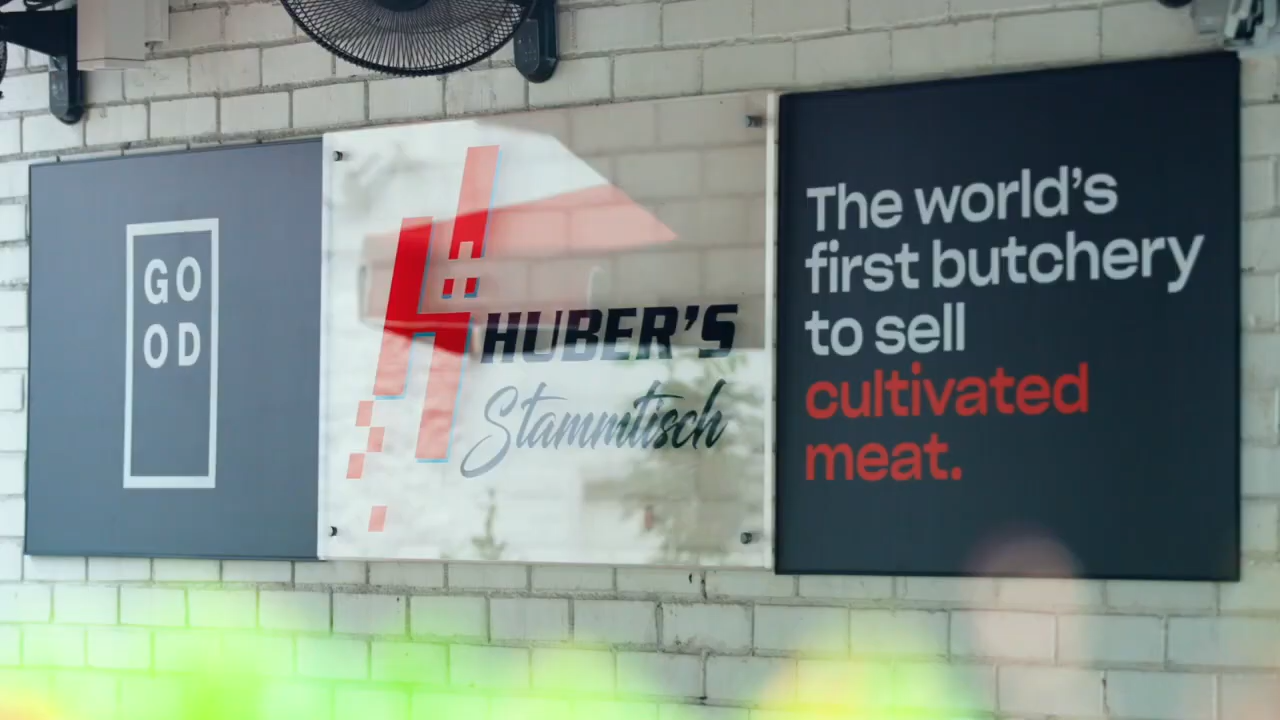 GO
OD
HUBER'S
Stammtisch
The world's
first butchery
to sell
cultivated
meat.